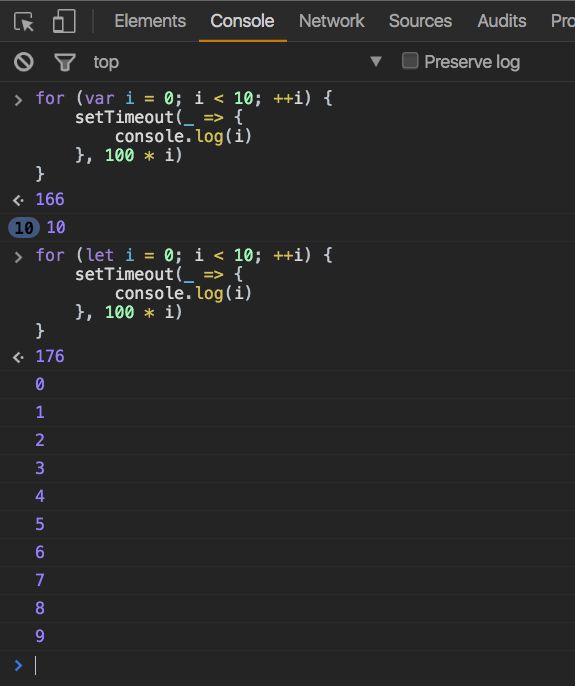 Elements Console Network Sources Audits Pro
top ▼ Preserve log
> for (var i = 0; i < 10; ++i) {
setTimeout(_ => {
console.log(i)
}, 100 * i)
}
166
10 10
> for (let i = 0; i < 10; ++i) {
setTimeout(_ => {
console.log(i)
}, 100 * i)
}
176
0
1
2
3
4
5
6
7
8
9
>